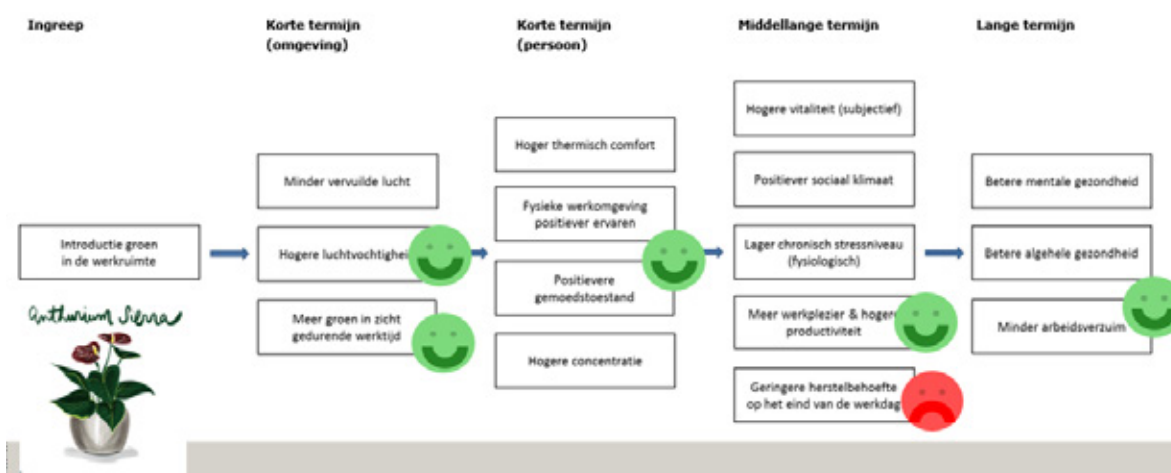 Ingreep
Korte termijn
(omgeving)
Korte termijn
(persoon)
Middellange termijn
Lange termijn
Introductie groen
in de werkruimte
Minder vervuilde lucht
Hogere luchtvochtigheid
Meer groen in zicht
gedurende werktijd
Hoger thermisch comfort
Fysieke werkomgeving
positiever ervaren
Positievere
gemoedstoestand
Hogere concentratie
Hogere vitaliteit (subjectief)
Positiever sociaal klimaat
Lager chronisch stressniveau
(fysiologisch)
Meer werkplezier & hogere
productiviteit
Geringere herstelbehoefte
op het eind van de werkdag
Betere mentale gezondheid
Betere algehele gezondheid
Minder arbeidsverzuim
Anthurium Sierra